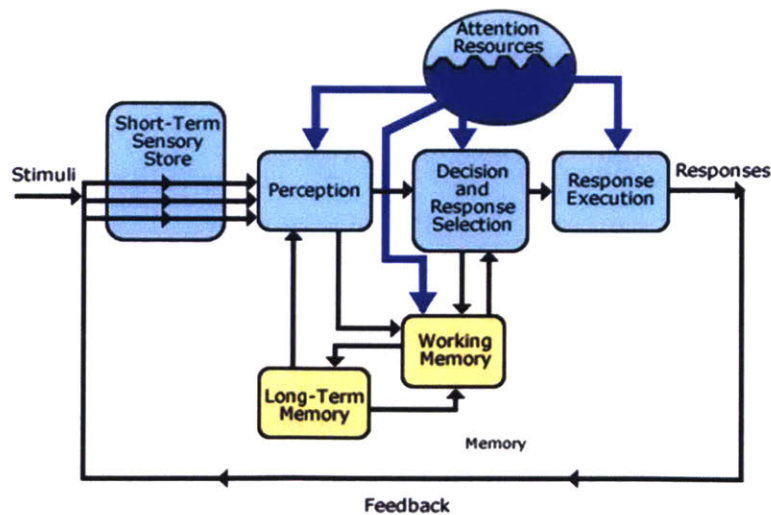 Attention
Resources
Short-Term
Sensory
Store
Stimuli
Perception
Decision
and
Response
Selection
Response
Execution
Responses
Working
Memory
Long-Term
Memory
Memory
Feedback